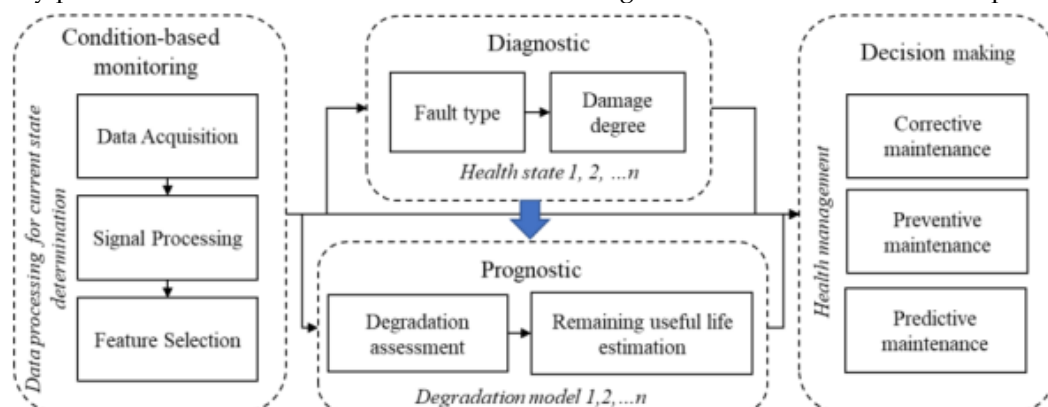 Condition-based
monitoring
Data processing for current state
determination
Data Acquisition
Signal Processing
Feature Selection
Diagnostic
Fault type
Damage
degree
Health state 1, 2, …n
Prognostic
Degradation
assessment
Remaining useful life
estimation
Degradation model 1,2,…n
Decision making
Health management
Corrective
maintenance
Preventive
maintenance
Predictive
maintenance